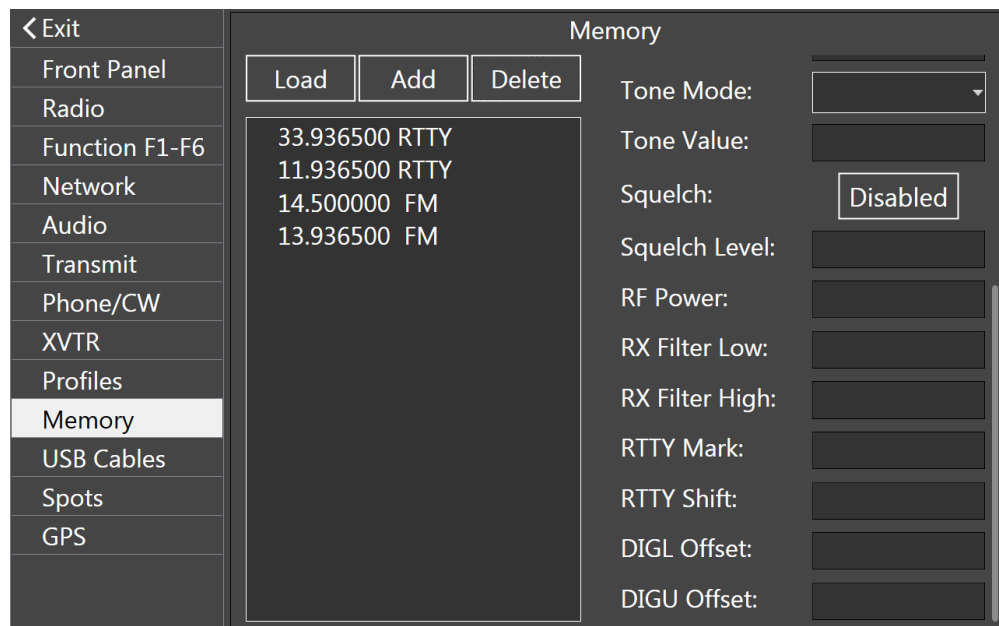 Exit
Front Panel
Radio
Function F1-F6
Network
Audio
Transmit
Phone/CW
XVTR
Profiles
Memory
USB Cables
Spots
GPS
Memory
Load Add Delete
33.936500 RTTY
11.936500 RTTY
14.500000 FM
13.936500 FM
Tone Mode:
Tone Value:
Squelch: Disabled
Squelch Level:
RF Power:
RX Filter Low:
RX Filter High:
RTTY Mark:
RTTY Shift:
DIGL Offset:
DIGU Offset: